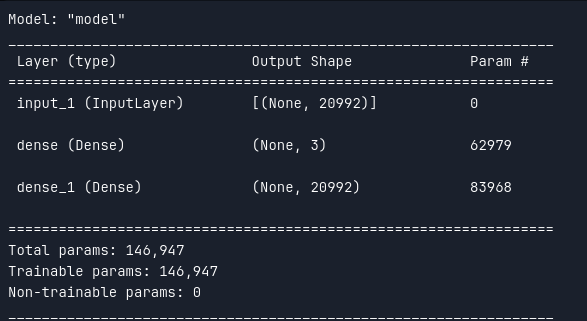 Model: "model"
_________________________________________________________________
Layer (type) Output Shape Param #
=================================================================
input_1 (InputLayer) [(None, 20992)] 0
dense (Dense) (None, 3) 62979
dense_1 (Dense) (None, 20992) 83968
=================================================================
Total params: 146,947
Trainable params: 146,947
Non-trainable params: 0
_________________________________________________________________